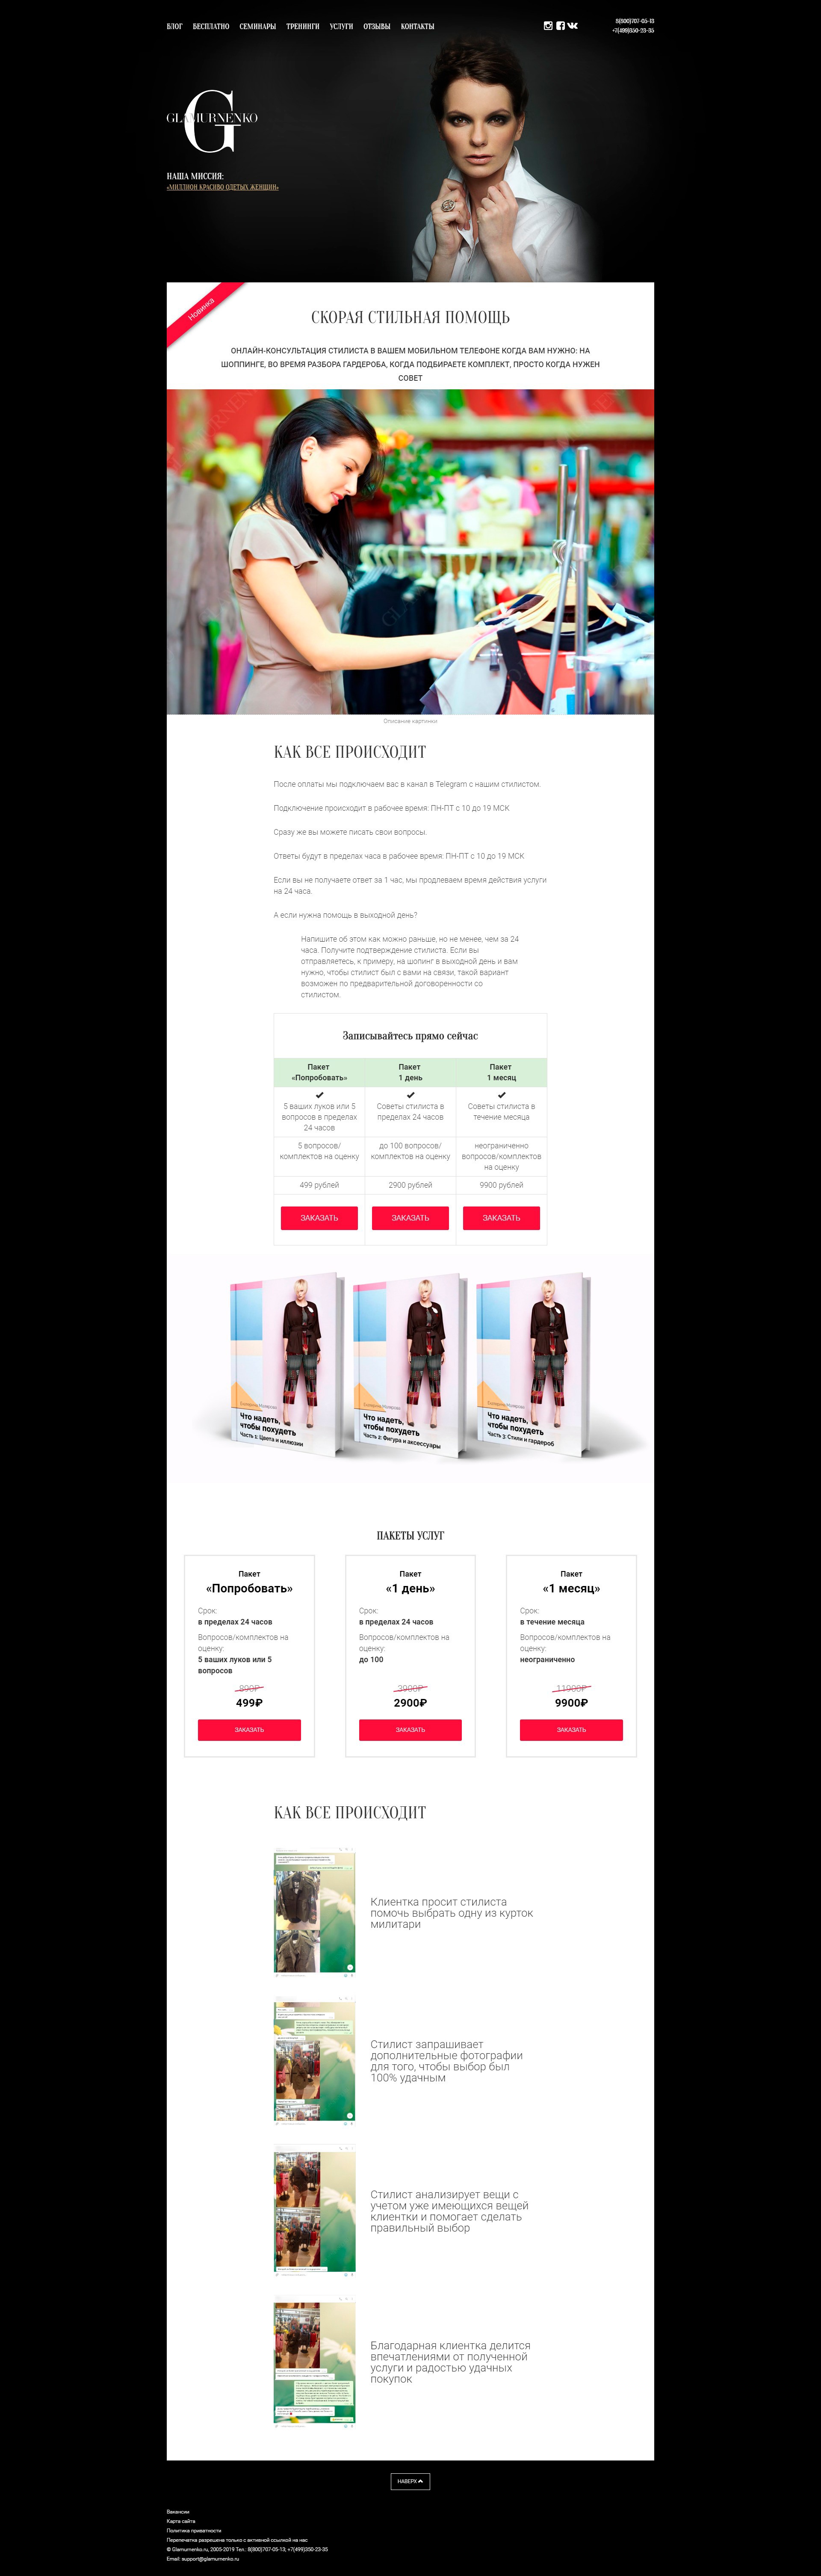 БЛОГ БЕСПЛАТНО СЕМИНАРЫ ТРЕНИНГИ УСЛУГИ ОТЗЫВЫ КОНТАКТЫ
8(800)707-05-13
+7(499)350-23-35
G
GLAMURNENKO
НАША МИССИЯ:
«МИЛЛИОН КРАСИВО ОДЕТЫХ ЖЕНЩИН»
Новинка
СКОРАЯ СТИЛЬНАЯ ПОМОЩЬ
ОНЛАЙН-КОНСУЛЬТАЦИЯ СТИЛИСТА В ВАШЕМ МОБИЛЬНОМ ТЕЛЕФОНЕ КОГДА ВАМ НУЖНО: НА
ШОППИНГЕ, ВО ВРЕМЯ РАЗБОРА ГАРДЕРОБА, КОГДА ПОДБИРАЕТЕ КОМПЛЕКТ, ПРОСТО КОГДА НУЖЕН
СОВЕТ
Описание картинки
КАК ВСЕ ПРОИСХОДИТ
После оплаты мы подключаем вас в канал в Telegram с нашим стилистом.
Подключение происходит в рабочее время: ПН-ПТ с 10 до 19 МСК
Сразу же вы можете писать свои вопросы.
Ответы будут в пределах часа в рабочее время: ПН-ПТ с 10 до 19 МСК
Если вы не получаете ответ за 1 час, мы продлеваем время действия услуги
на 24 часа.
А если нужна помощь в выходной день?
Напишите об этом как можно раньше, но не менее, чем за 24
часа. Получите подтверждение стилиста. Если вы
отправляетесь, к примеру, на шопинг в выходной день и вам
нужно, чтобы стилист был с вами на связи, такой вариант
возможен по предварительной договоренности со
стилистом.
Записывайтесь прямо сейчас
Пакет
«Попробовать»
Пакет
1 день
Пакет
1 месяц
5 ваших луков или 5
вопросов в пределах
24 часов
Советы стилиста в
пределах 24 часов
Советы стилиста в
течение месяца
5 вопросов/
комплектов на оценку
до 100 вопросов/
комплектов на оценку
неограниченно
вопросов/комплектов
на оценку
499 рублей
2900 рублей
9900 рублей
ЗАКАЗАТЬ
ЗАКАЗАТЬ
ЗАКАЗАТЬ
Что надеть,
чтобы похудеть
Часть 1: Цвета и иллюзии
Что надеть,
чтобы похудеть
Часть 2: Фигура и аксессуары
Что надеть,
чтобы похудеть
Часть 3: Стили и гардероб
ПАКЕТЫ УСЛУГ
Пакет
«Попробовать»
Срок:
в пределах 24 часов
Вопросов/комплектов на
оценку:
5 ваших луков или 5
вопросов
890₽
499₽
ЗАКАЗАТЬ
Пакет
«1 день»
Срок:
в пределах 24 часов
Вопросов/комплектов на
оценку:
до 100
3900₽
2900₽
ЗАКАЗАТЬ
Пакет
«1 месяц»
Срок:
в течение месяца
Вопросов/комплектов на
оценку:
неограниченно
11900₽
9900₽
ЗАКАЗАТЬ
КАК ВСЕ ПРОИСХОДИТ
Клиентка просит стилиста
помочь выбрать одну из курток
милитари
Стилист запрашивает
дополнительные фотографии
для того, чтобы выбор был
100% удачным
Стилист анализирует вещи с
учетом уже имеющихся вещей
клиентки и помогает сделать
правильный выбор
Благодарная клиентка делится
впечатлениями от полученной
услуги и радостью удачных
покупок
НАВЕРХ
Вакансии
Карта сайта
Политика приватности
Перепечатка разрешена только с активной ссылкой на нас
© Glamurnenko.ru, 2005-2019 Тел.: 8(800)707-05-13; +7(499)350-23-35
Email: support@glamurnenko.ru